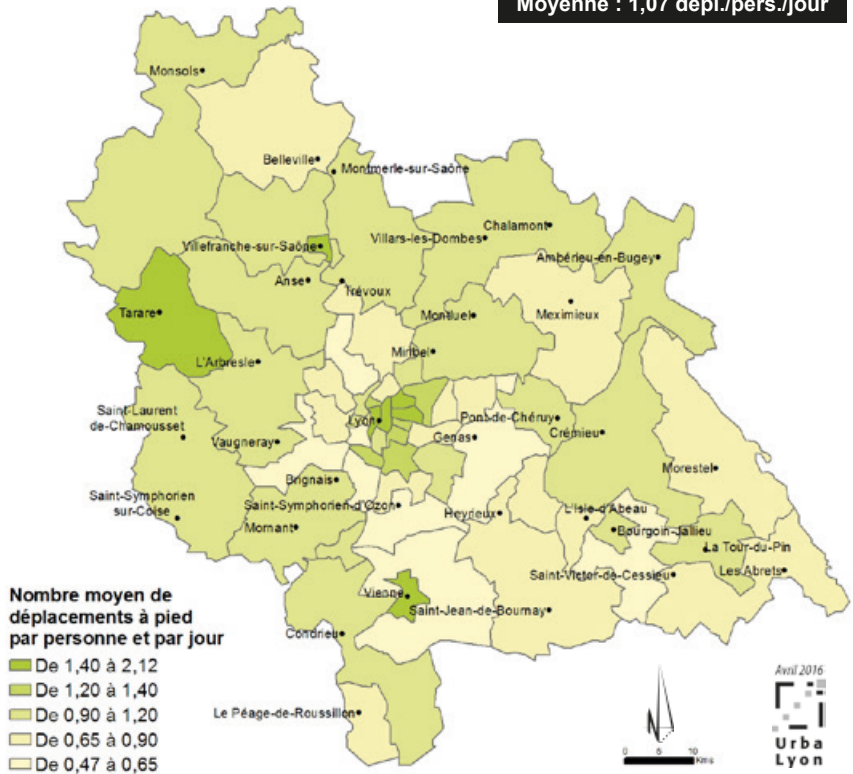 Moyenne : 1,07 dépl./pers./jour
Monsols
Belleville
Montmerle-sur-Saône
Chalamont
Villefranche-sur-Saône
Villars-les-Dombes
Ambérieu-en-Bugey
Anse
Trévoux
Tarare
Montluel
Meximieux
L'Arbresle
Miribel
Saint-Laurent
de-Chamousset
Lyon
Pont-de-Chéruy
Vaugneray
Genas
Crémieu
Morestel
Brignais
Saint-Symphorien
sur-Coise
Saint-Symphorien-d'Ozon
Heyrieux
L'Isle-d'Abeau
Mornant
Bourgoin-Jallieu
La Tour-du-Pin
Saint-Victor-de-Cessieu
Les Abrets
Vienne
Saint-Jean-de-Bournay
Condrieu
Le Péage-de-Roussillon
Nombre moyen de
déplacements à pied
par personne et par jour
De 1,40 à 2,12
De 1,20 à 1,40
De 0,90 à 1,20
De 0,65 à 0,90
De 0,47 à 0,65
0 5 10
Kms
Avril 2016
Urba
Lyon